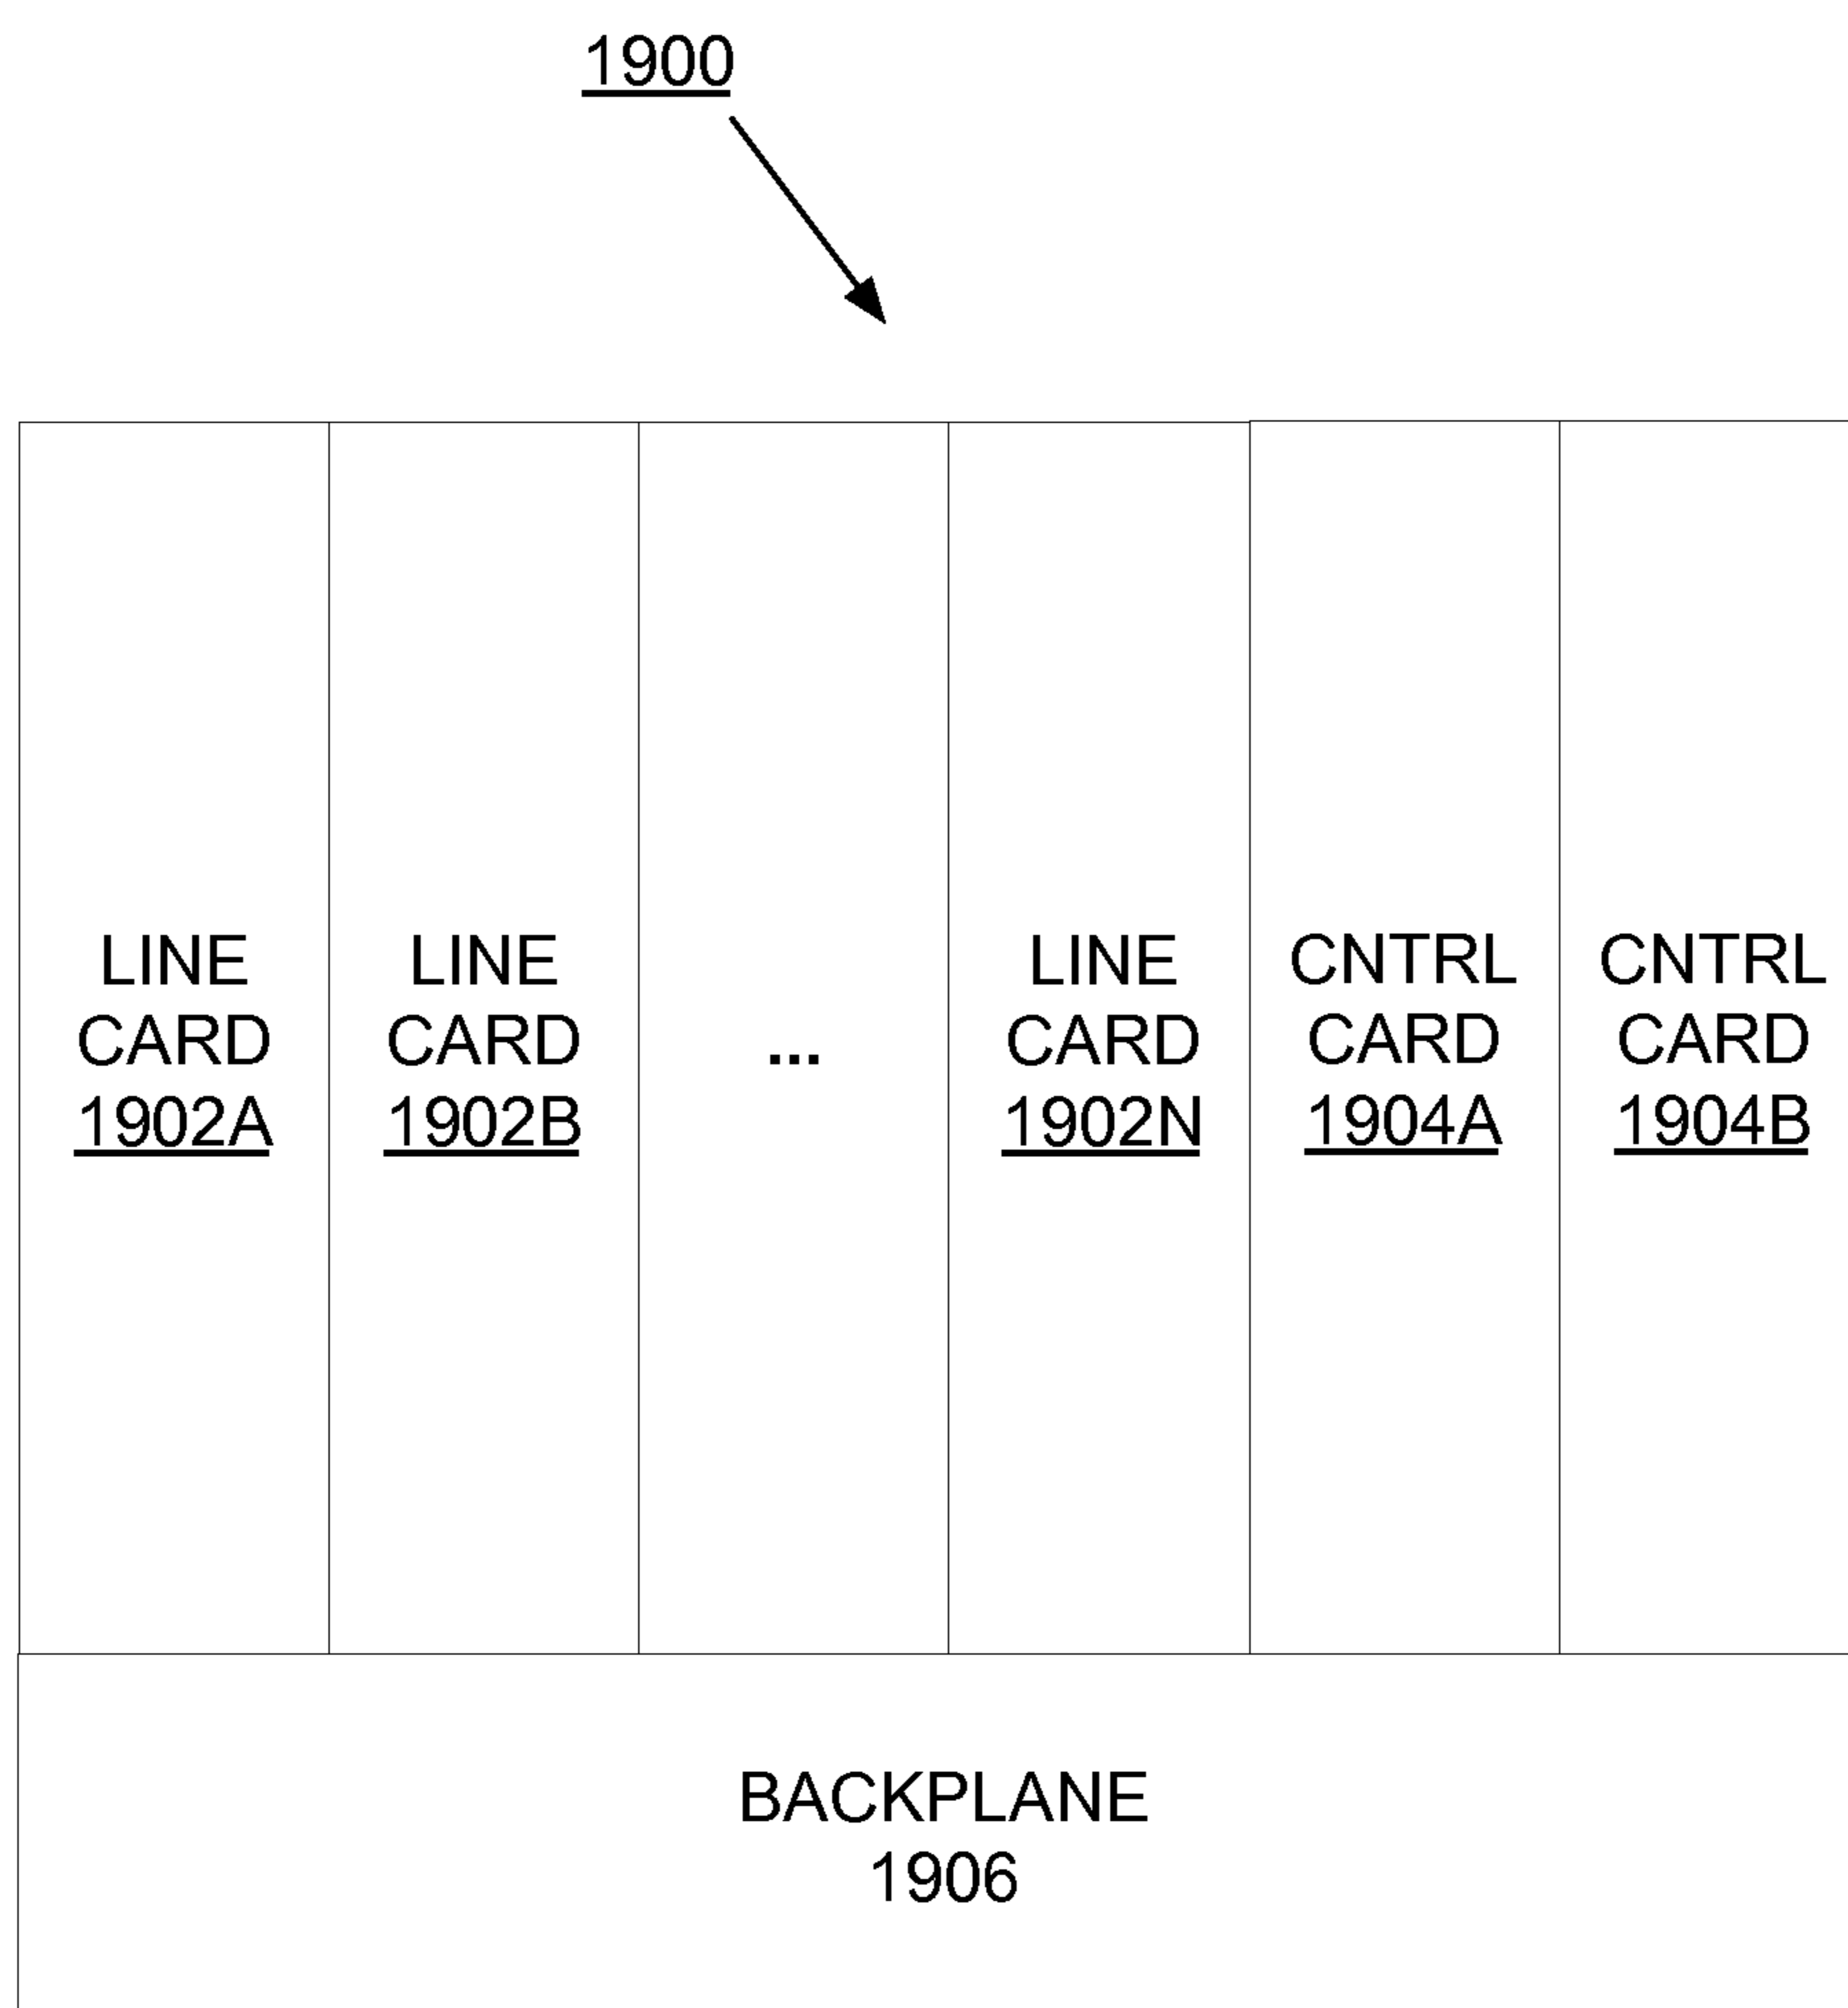 1900
LINE
CARD
1902A
LINE
CARD
1902B
...
LINE
CARD
1902N
CNTRL
CARD
1904A
CNTRL
CARD
1904B
BACKPLANE
1906